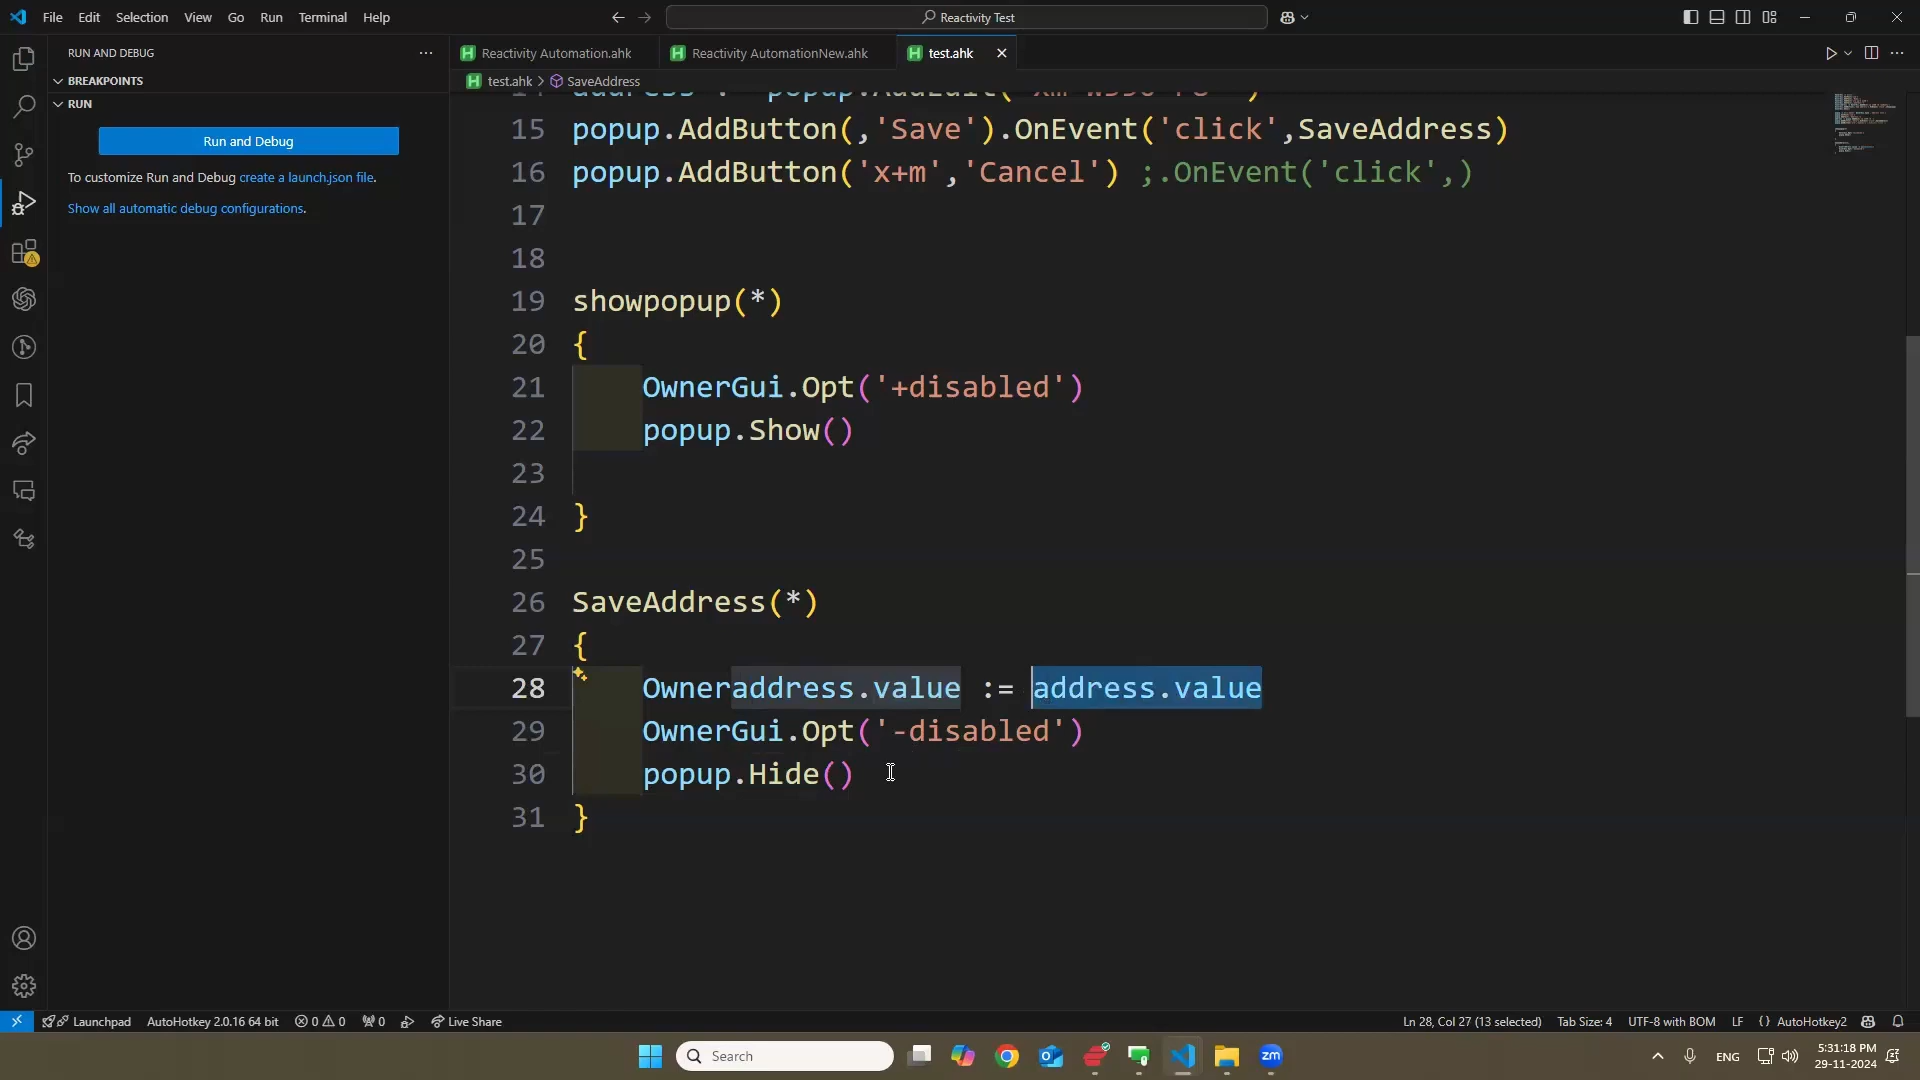 File Edit Selection View Go Run Terminal Help
Reactivity Test
RUN AND DEBUG
BREAKPOINTS
RUN
Run and Debug
To customize Run and Debug create a launch.json file.
Show all automatic debug configurations.
Reactivity Automation.ahk Reactivity AutomationNew.ahk test.ahk
test.ahk > SaveAddress
15 popup.AddButton(,'Save').OnEvent('click',SaveAddress)
16 popup.AddButton('x+m','Cancel') ;.OnEvent('click',)
17
18
19 showpopup(*)
20 {
21 OwnerGui.Opt('+disabled')
22 popup.Show()
23
24 }
25
26 SaveAddress(*)
27 {
28 Owneraddress.value := address.value
29 OwnerGui.Opt('-disabled')
30 popup.Hide()
31 }
Launchpad AutoHotkey 2.0.16 64 bit 0 0 0 Live Share
Ln 28, Col 27 (13 selected) Tab Size: 4 UTF-8 with BOM LF {} AutoHotkey2
Search
zm
ENG
5:31:18 PM
29-11-2024